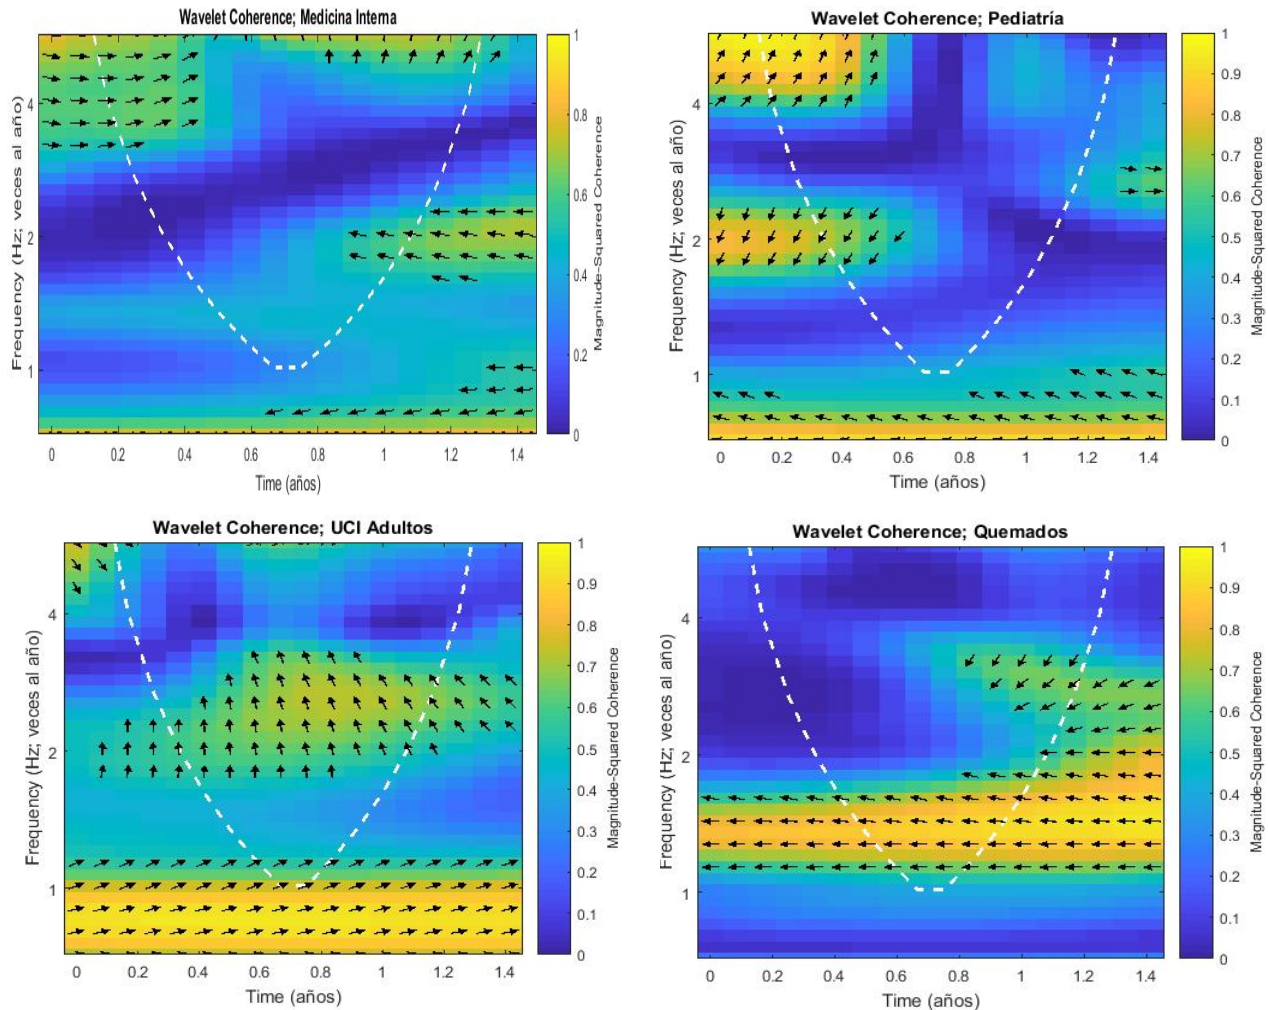 Wavelet Coherence; Medicina Interna
Frequency (Hz; veces al año)
4
2
1
0 0.2 0.4 0.6 0.8 1 1.2 1.4
Time (años)
1
0.8
0.6
0.4
0.2
0
Magnitude-Squared Coherence
Wavelet Coherence; Pediatría
Frequency (Hz; veces al año)
4
2
1
0 0.2 0.4 0.6 0.8 1 1.2 1.4
Time (años)
1
0.9
0.8
0.7
0.6
0.5
0.4
0.3
0.2
0.1
0
Magnitude-Squared Coherence
Wavelet Coherence; UCI Adultos
Frequency (Hz; veces al año)
4
2
1
0 0.2 0.4 0.6 0.8 1 1.2 1.4
Time (años)
1
0.9
0.8
0.7
0.6
0.5
0.4
0.3
0.2
0.1
0
Magnitude-Squared Coherence
Wavelet Coherence; Quemados
Frequency (Hz; veces al año)
4
2
1
0 0.2 0.4 0.6 0.8 1 1.2 1.4
Time (años)
1
0.9
0.8
0.7
0.6
0.5
0.4
0.3
0.2
0.1
0
Magnitude-Squared Coherence